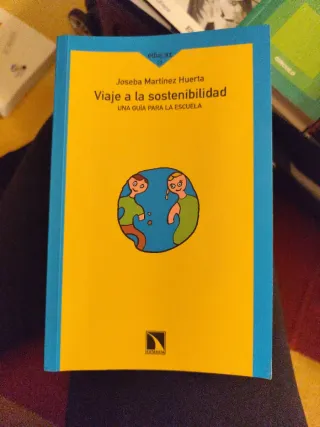 Joseba Martínez Huerta
Viaje a la sostenibilidad
UNA GUÍA PARA LA ESCUELA